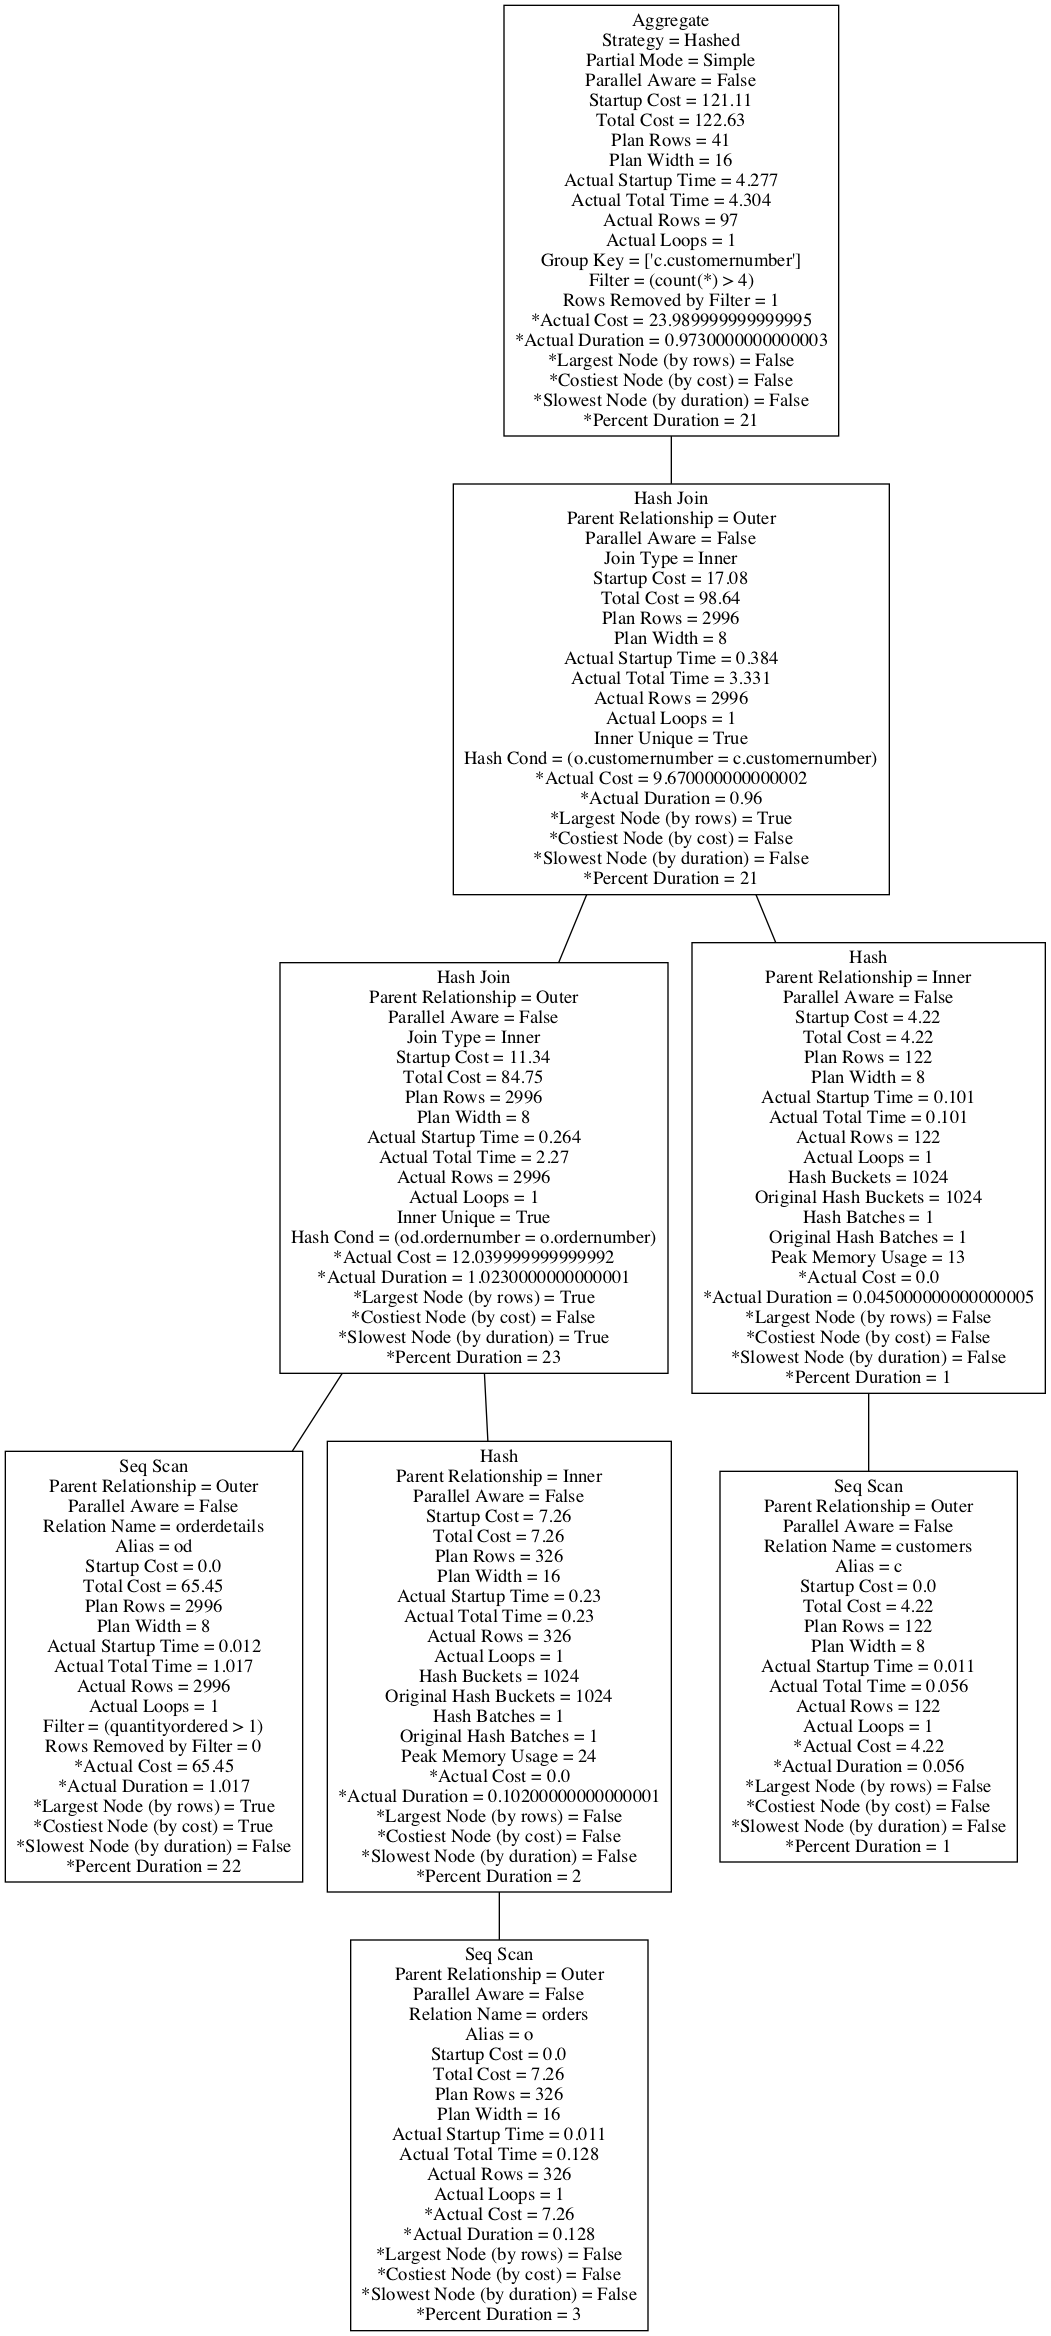 Aggregate
Strategy = Hashed
Partial Mode = Simple
Parallel Aware = False
Startup Cost = 121.11
Total Cost = 122.63
Plan Rows = 41
Plan Width = 16
Actual Startup Time = 4.277
Actual Total Time = 4.304
Actual Rows = 97
Actual Loops = 1
Group Key = ['c.customernumber']
Filter = (count(*) > 4)
Rows Removed by Filter = 1
*Actual Cost = 23.989999999999995
*Actual Duration = 0.9730000000000003
*Largest Node (by rows) = False
*Costiest Node (by cost) = False
*Slowest Node (by duration) = False
*Percent Duration = 21
Hash Join
Parent Relationship = Outer
Parallel Aware = False
Join Type = Inner
Startup Cost = 17.08
Total Cost = 98.64
Plan Rows = 2996
Plan Width = 8
Actual Startup Time = 0.384
Actual Total Time = 3.331
Actual Rows = 2996
Actual Loops = 1
Inner Unique = True
Hash Cond = (o.customernumber = c.customernumber)
*Actual Cost = 9.670000000000002
*Actual Duration = 0.96
*Largest Node (by rows) = True
*Costiest Node (by cost) = False
*Slowest Node (by duration) = False
*Percent Duration = 21
Hash Join
Parent Relationship = Outer
Parallel Aware = False
Join Type = Inner
Startup Cost = 11.34
Total Cost = 84.75
Plan Rows = 2996
Plan Width = 8
Actual Startup Time = 0.264
Actual Total Time = 2.27
Actual Rows = 2996
Actual Loops = 1
Inner Unique = True
Hash Cond = (od.ordernumber = o.ordernumber)
*Actual Cost = 12.039999999999992
*Actual Duration = 1.0230000000000001
*Largest Node (by rows) = True
*Costiest Node (by cost) = False
*Slowest Node (by duration) = True
*Percent Duration = 23
Hash
Parent Relationship = Inner
Parallel Aware = False
Startup Cost = 4.22
Total Cost = 4.22
Plan Rows = 122
Plan Width = 8
Actual Startup Time = 0.101
Actual Total Time = 0.101
Actual Rows = 122
Actual Loops = 1
Hash Buckets = 1024
Original Hash Buckets = 1024
Hash Batches = 1
Original Hash Batches = 1
Peak Memory Usage = 13
*Actual Cost = 0.0
*Actual Duration = 0.045000000000000005
*Largest Node (by rows) = False
*Costiest Node (by cost) = False
*Slowest Node (by duration) = False
*Percent Duration = 1
Seq Scan
Parent Relationship = Outer
Parallel Aware = False
Relation Name = orderdetails
Alias = od
Startup Cost = 0.0
Total Cost = 65.45
Plan Rows = 2996
Plan Width = 8
Actual Startup Time = 0.012
Actual Total Time = 1.017
Actual Rows = 2996
Actual Loops = 1
Filter = (quantityordered > 1)
Rows Removed by Filter = 0
*Actual Cost = 65.45
*Actual Duration = 1.017
*Largest Node (by rows) = True
*Costiest Node (by cost) = True
*Slowest Node (by duration) = False
*Percent Duration = 22
Hash
Parent Relationship = Inner
Parallel Aware = False
Startup Cost = 7.26
Total Cost = 7.26
Plan Rows = 326
Plan Width = 16
Actual Startup Time = 0.23
Actual Total Time = 0.23
Actual Rows = 326
Actual Loops = 1
Hash Buckets = 1024
Original Hash Buckets = 1024
Hash Batches = 1
Original Hash Batches = 1
Peak Memory Usage = 24
*Actual Cost = 0.0
*Actual Duration = 0.10200000000000001
*Largest Node (by rows) = False
*Costiest Node (by cost) = False
*Slowest Node (by duration) = False
*Percent Duration = 2
Seq Scan
Parent Relationship = Outer
Parallel Aware = False
Relation Name = customers
Alias = c
Startup Cost = 0.0
Total Cost = 4.22
Plan Rows = 122
Plan Width = 8
Actual Startup Time = 0.011
Actual Total Time = 0.056
Actual Rows = 122
Actual Loops = 1
*Actual Cost = 4.22
*Actual Duration = 0.056
*Largest Node (by rows) = False
*Costiest Node (by cost) = False
*Slowest Node (by duration) = False
*Percent Duration = 1
Seq Scan
Parent Relationship = Outer
Parallel Aware = False
Relation Name = orders
Alias = o
Startup Cost = 0.0
Total Cost = 7.26
Plan Rows = 326
Plan Width = 16
Actual Startup Time = 0.011
Actual Total Time = 0.128
Actual Rows = 326
Actual Loops = 1
*Actual Cost = 7.26
*Actual Duration = 0.128
*Largest Node (by rows) = False
*Costiest Node (by cost) = False
*Slowest Node (by duration) = False
*Percent Duration = 3